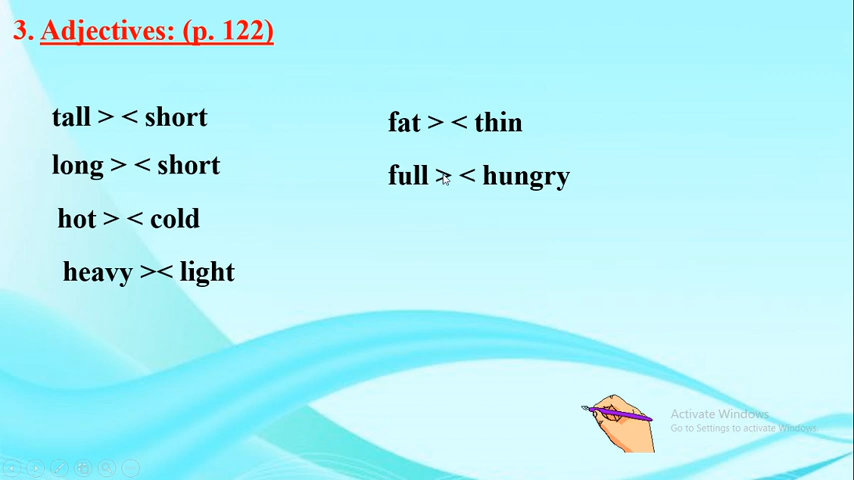 3. Adjectives: (p. 122)
tall > < short
long > < short
hot > < cold
heavy >< light
fat > < thin
full > < hungry
Activate Windows
Go to Settings to activate Windows